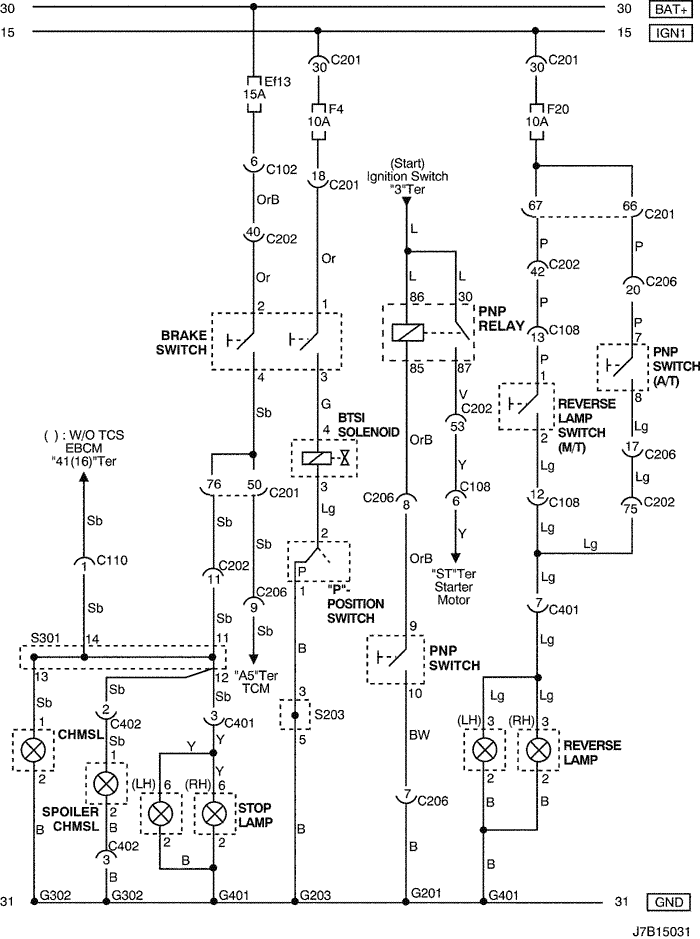 30 30 BAT+
15 15 IGN1
C201 C201
30 30
Ef13
15A
F4 F20
10A 10A
(Start)
Ignition Switch
"3"Ter
6 C102
18 C201
OrB
67 66 C201
40 C202
L
P P
Or Or
42 C202
20 C206
L L
P P
2 1
86 30
PNP
RELAY
BRAKE
SWITCH
13 C108
7
PNP
SWITCH
(A/T)
P
1
85 87
4 3
8
Sb G
V
REVERSE
LAMP
SWITCH
(M/T)
C202
53
4
BTSI
SOLENOID
Lg
2
( ) : W/O TCS
EBCM
"41(16)"Ter
OrB
17 C206
Y
Lg
76 50 C201
3
C108
6
C206
8
12 C108
75 C202
Lg
Sb Sb Sb
Y
Lg Lg
2
OrB
C110
1
C202
11
P
"ST"Ter
Starter
Motor
Lg
1
"P"-
POSITION
SWITCH
C206
9
7 C401
Sb Sb Sb
9
S301 14 11
B
PNP
SWITCH
Lg
13 12
"A5"Ter
TCM
10
Sb Sb Sb
3
S203
5
Lg Lg
2 C402
3 C401
1
CHMSL
(LH) 3 (RH) 3
BW
Sb
1
Y Y
REVERSE
LAMP
2
2 2
SPOILER
CHMSL
(LH) 6 (RH) 6
STOP
LAMP
7 C206
B B
2
2 2
B B
C402
3
B B B B
B
31 G302 G302 G401 G203 G201 G401 31 GND
J7B15031